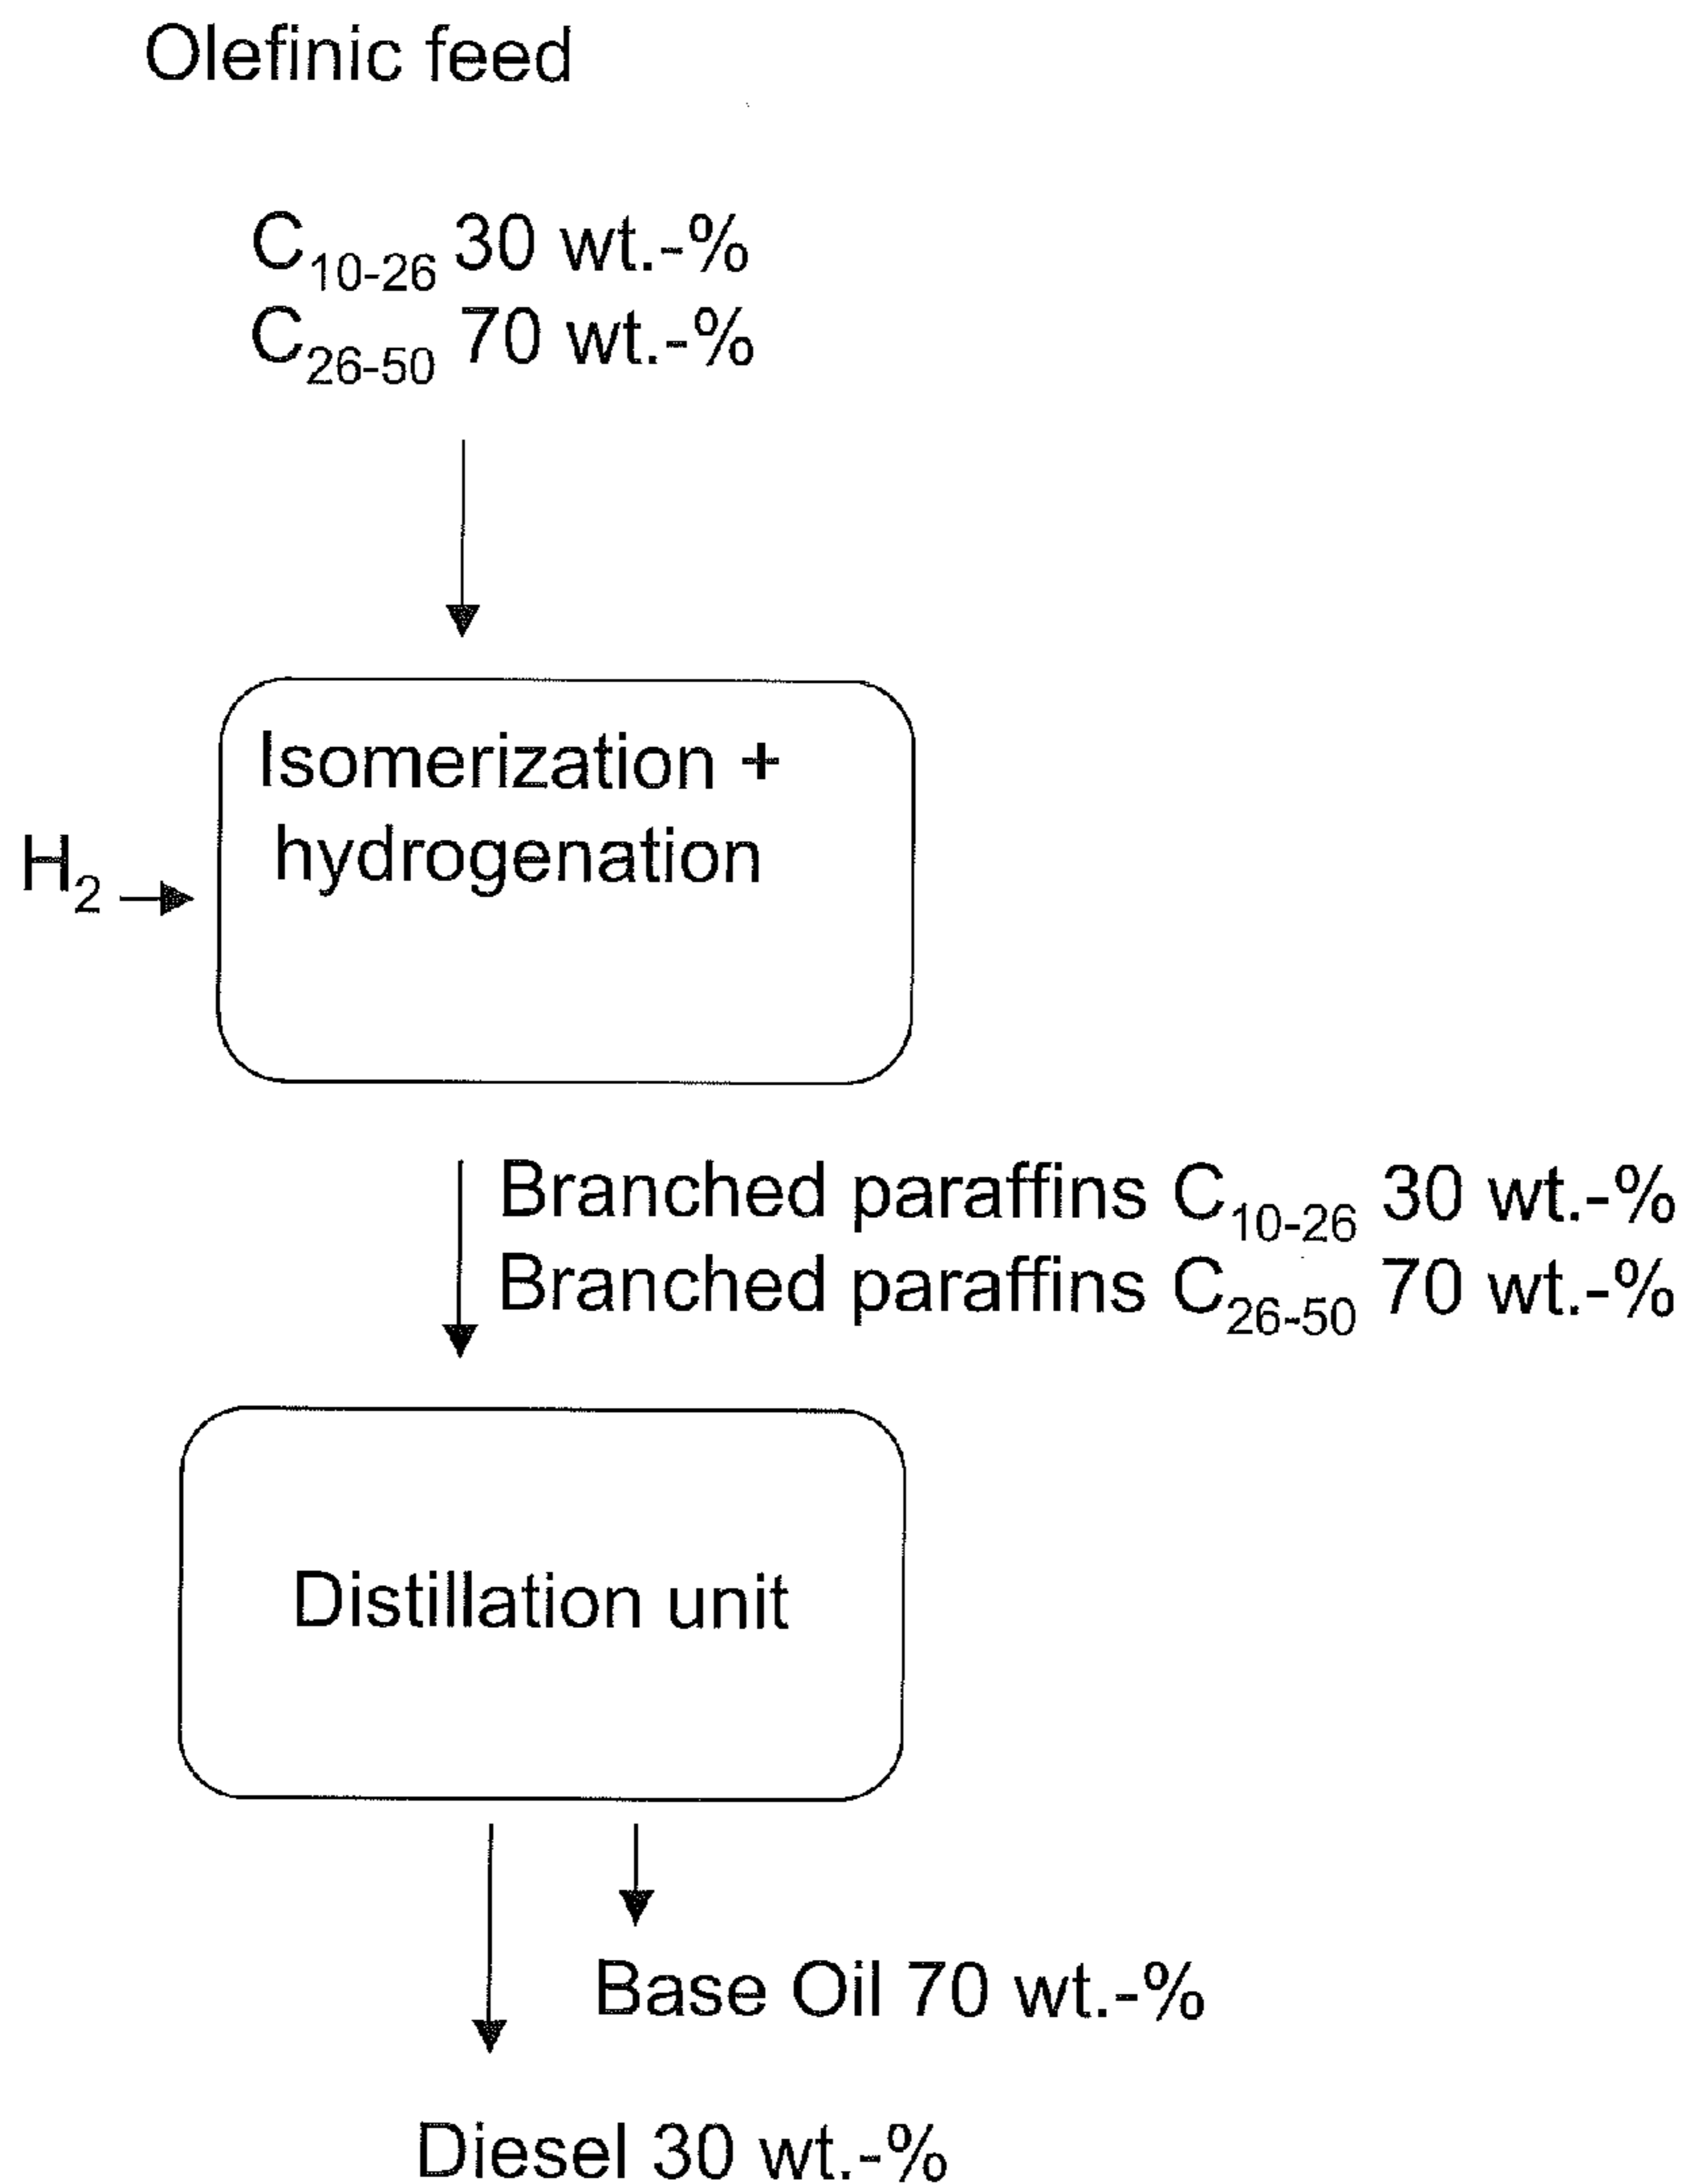 Olefinic feed
C₁₀₋₂₆ 30 wt.-%
C₂₆₋₅₀ 70 wt.-%
Isomerization +
hydrogenation
H₂
Branched paraffins C₁₀₋₂₆ 30 wt.-%
Branched paraffins C₂₆₋₅₀ 70 wt.-%
Distillation unit
Base Oil 70 wt.-%
Diesel 30 wt.-%